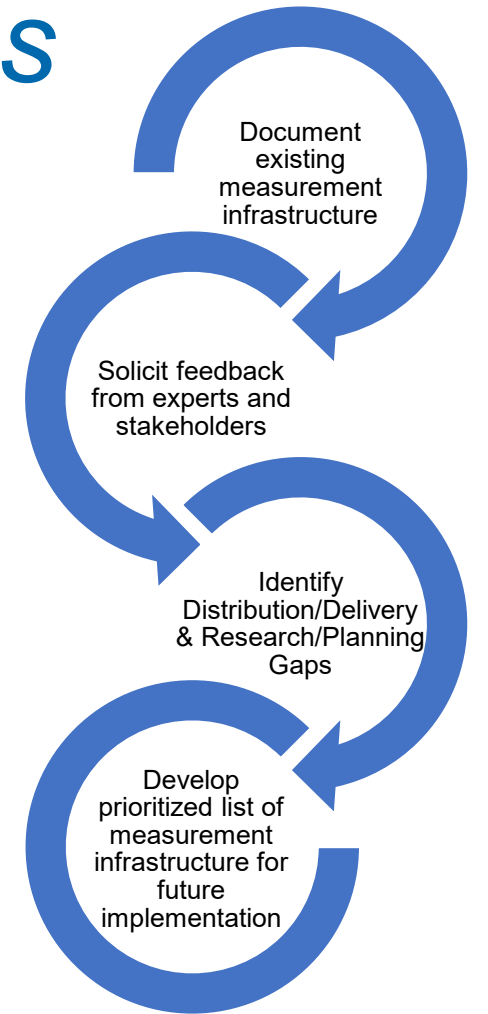 s
Document
existing
measurement
infrastructure
Solicit feedback
from experts and
stakeholders
Identify
Distribution/Delivery
& Research/Planning
Gaps
Develop
prioritized list of
measurement
infrastructure for
future
implementation